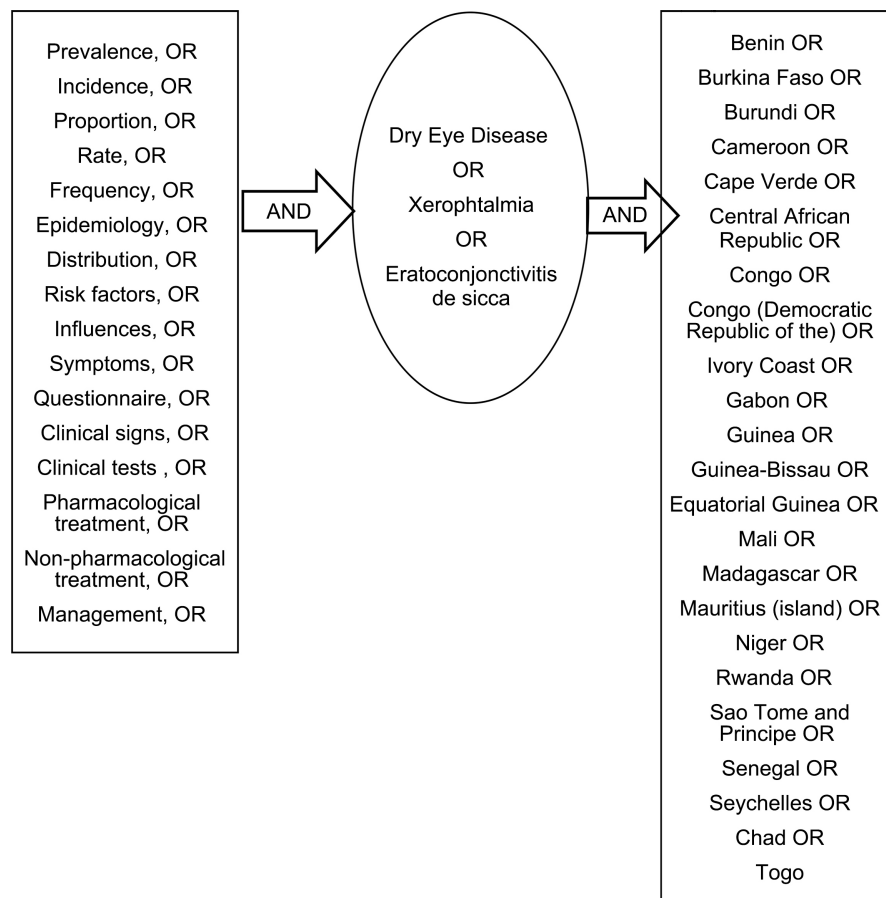 Prevalence, OR
Incidence, OR
Proportion, OR
Rate, OR
Frequency, OR
Epidemiology, OR
Distribution, OR
Risk factors, OR
Influences, OR
Symptoms, OR
Questionnaire, OR
Clinical signs, OR
Clinical tests , OR
Pharmacological
treatment, OR
Non-pharmacological
treatment, OR
Management, OR
AND
Dry Eye Disease
OR
Xerophtalmia
OR
Eratoconjonctivitis
de sicca
AND
Benin OR
Burkina Faso OR
Burundi OR
Cameroon OR
Cape Verde OR
Central African
Republic OR
Congo OR
Congo (Democratic
Republic of the) OR
Ivory Coast OR
Gabon OR
Guinea OR
Guinea-Bissau OR
Equatorial Guinea OR
Mali OR
Madagascar OR
Mauritius (island) OR
Niger OR
Rwanda OR
Sao Tome and
Principe OR
Senegal OR
Seychelles OR
Chad OR
Togo